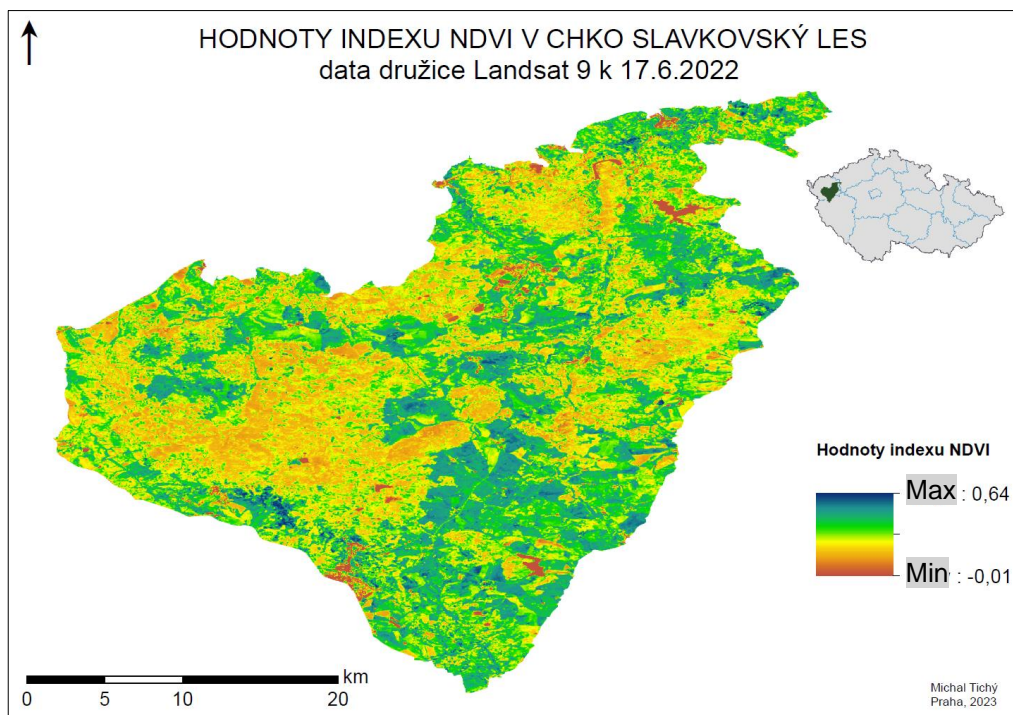 HODNOTY INDEXU NDVI V CHKO SLAVKOVSKÝ LES
data družice Landsat 9 k 17.6.2022
Hodnoty indexu NDVI
Max : 0,64
Min : -0,01
km
0 5 10 20
Michal Tichý
Praha, 2023